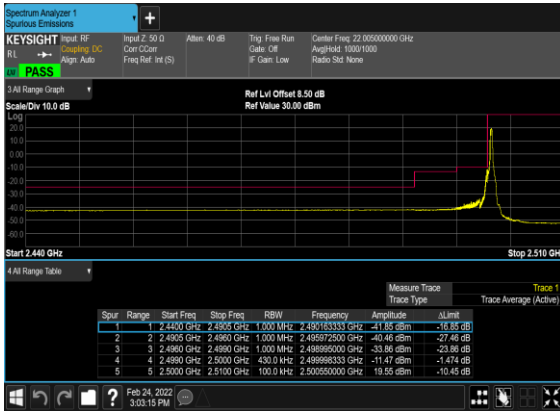 Spectrum Analyzer 1
Spurious Emissions
KEYSIGHT Input: RF Input Z: 50 Ω Atten: 40 dB Trig: Free Run Center Freq: 22.005000000 GHz
RL Coupling: DC Corr CCorr Gate: Off Avg|Hold: 1000/1000
Align: Auto Freq Ref: Int (S) IF Gain: Low Radio Std: None
PASS
3 All Range Graph
Scale/Div 10.0 dB Ref Lvl Offset 8.50 dB
Ref Value 30.00 dBm
Log
20.0
10.0
0.00
-10.0
-20.0
-30.0
-40.0
-50.0
-60.0
Start 2.440 GHz Stop 2.510 GH
4 All Range Table
Measure Trace Trace 1
Trace Type Trace Average (Active)
Spur Range Start Freq Stop Freq RBW Frequency Amplitude ΔLimit
1 1 2.4400 GHz 2.4905 GHz 1.000 MHz 2.490163333 GHz -41.85 dBm -16.85 dB
2 2 2.4905 GHz 2.4960 GHz 1.000 MHz 2.495972500 GHz -40.46 dBm -27.46 dB
3 3 2.4960 GHz 2.4990 GHz 1.000 MHz 2.498995000 GHz -33.86 dBm -23.86 dB
4 4 2.4990 GHz 2.5000 GHz 430.0 kHz 2.499998333 GHz -11.47 dBm -1.474 dB
5 5 2.5000 GHz 2.5100 GHz 100.0 kHz 2.500550000 GHz 19.55 dBm -10.45 dB
Feb 24, 2022
3:03:15 PM